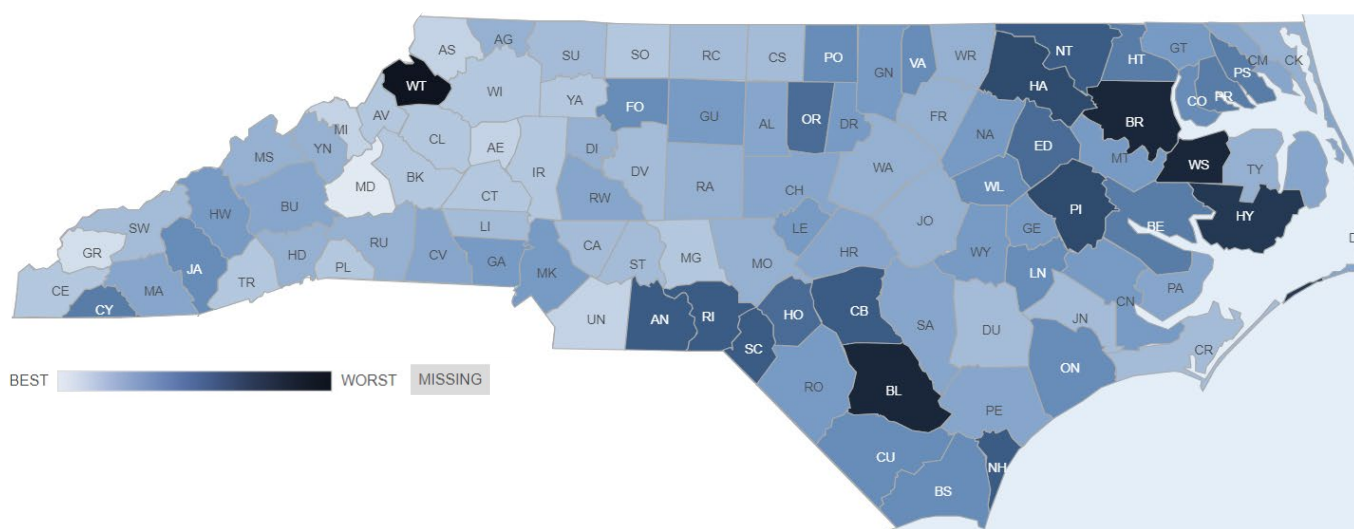 AS
AG
SU
SO
RC
CS
PO
GN
VA
WR
NT
HT
GT
PS
CM
CK
WT
WI
YA
FO
GU
AL
OR
DR
FR
HA
BR
CO
PR
MI
AV
CL
AE
IR
DI
DV
RA
CH
WA
NA
ED
MT
WS
TY
MS
YN
MD
BK
CT
RW
WL
PI
BE
HY
D
SW
HW
BU
LI
LE
JO
GE
GR
JA
HD
RU
CV
GA
MK
CA
ST
MG
MO
HR
WY
LN
CE
MA
TR
PL
CN
PA
CY
UN
AN
RI
SC
HO
CB
SA
DU
JN
CR
BEST
WORST
MISSING
RO
BL
PE
ON
CU
BS
NH